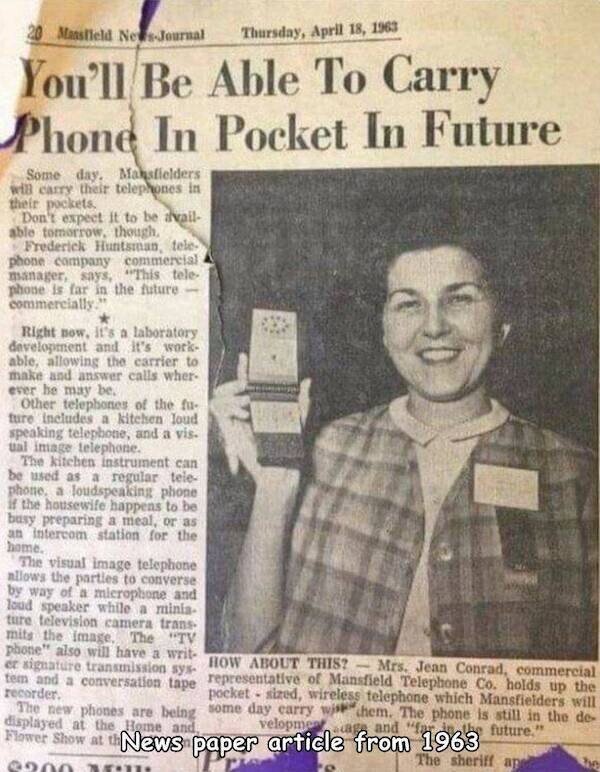 20 Mansfield News-Journal Thursday, April 18, 1963
You'll Be Able To Carry
Phone In Pocket In Future
Some day, Mansfielders
will carry their telephones in
their pockets.
Don't expect it to be avail-
able tomorrow, though.
Frederick Huntsman, tele-
phone company commercial
manager, says, "This tele-
phone is far in the future —
commercially."
★
Right now, it's a laboratory
development and it's work-
able, allowing the carrier to
make and answer calls wher-
ever he may be.
Other telephones of the fu-
ture includes a kitchen loud
speaking telephone, and a vis-
ual image telephone.
The kitchen instrument can
be used as a regular tele-
phone, a loudspeaking phone
if the housewife happens to be
busy preparing a meal, or as
an intercom station for the
home.
The visual image telephone
allows the parties to converse
by way of a microphone and
loud speaker while a minia-
ture television camera trans-
mits the image. The "TV
phone" also will have a writ-
er signature transmission sys-
tem and a conversation tape
recorder.
The new phones are being
displayed at the Home and
Flower Show at
HOW ABOUT THIS? — Mrs. Jean Conrad, commercial
representative of Mansfield Telephone Co. holds up the
pocket - sized, wireless telephone which Mansfielders will
some day carry with them. The phone is still in the de-
velopment stage and "far in the future."
The sheriff
News paper article from 1963